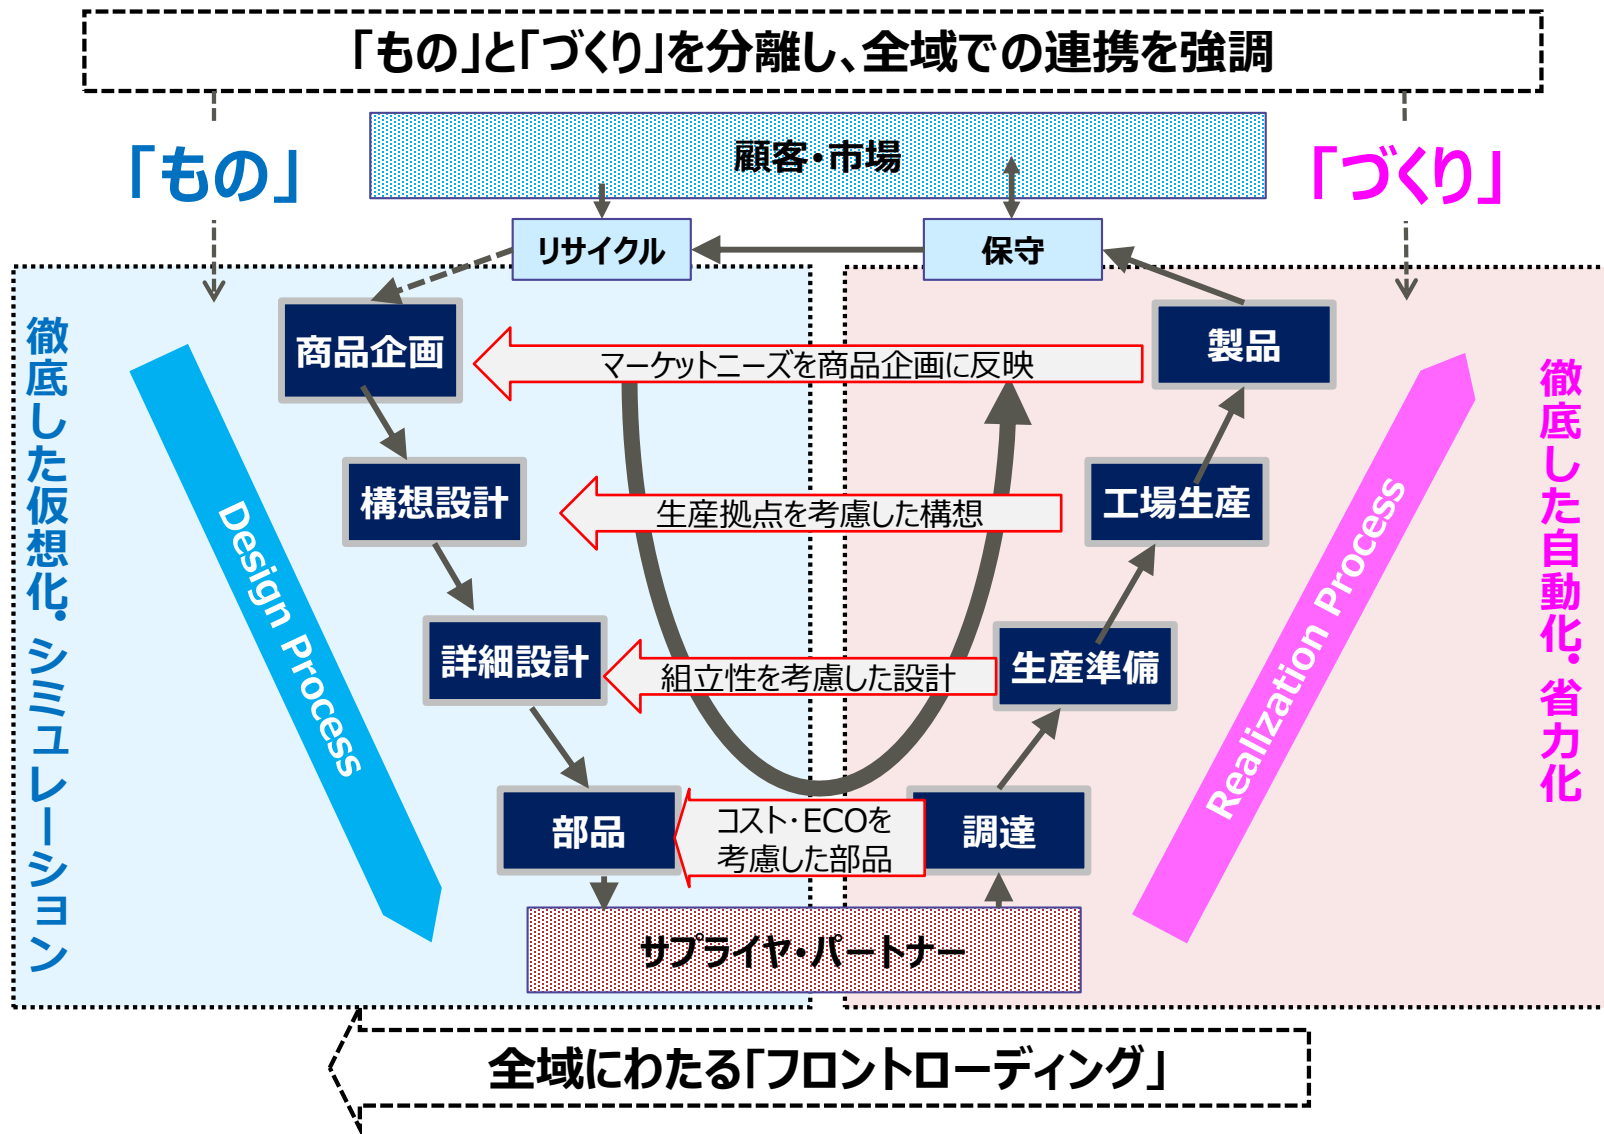 「もの」と「づくり」を分離し、全域での連携を強調
「もの」
顧客・市場
「づくり」
リサイクル
保守
商品企画
マーケットニーズを商品企画に反映
製品
構想設計
生産拠点を考慮した構想
工場生産
詳細設計
組立性を考慮した設計
生産準備
部品
コスト・ECOを
考慮した部品
調達
サプライヤ・パートナー
徹底した仮想化・シミュレーション
Design Process
Realization Process
徹底した自動化・省力化
全域にわたる「フロントローディング」